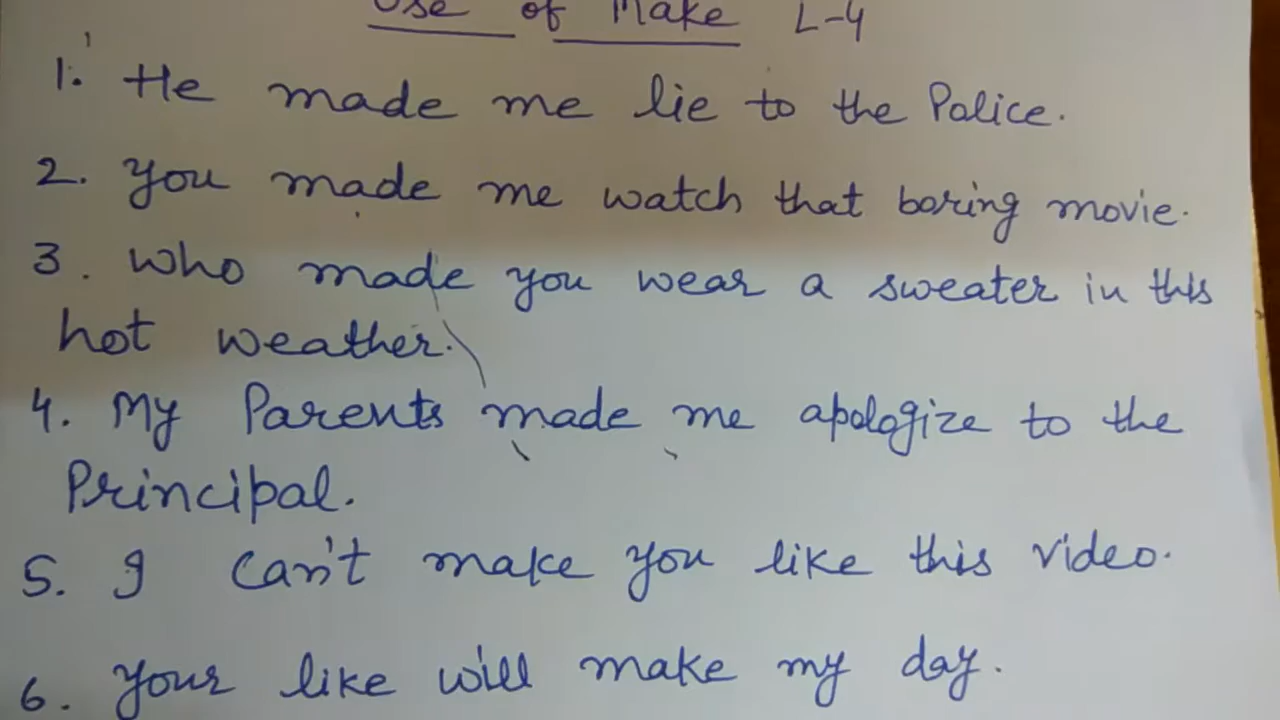 Use of Make L-4
1. He made me lie to the Police.
2. You made me watch that boring movie.
3. Who made you wear a sweater in this
hot weather.
4. My Parents made me apologize to the
Principal.
5. I Can't make you like this video.
6. Your like will make my day.